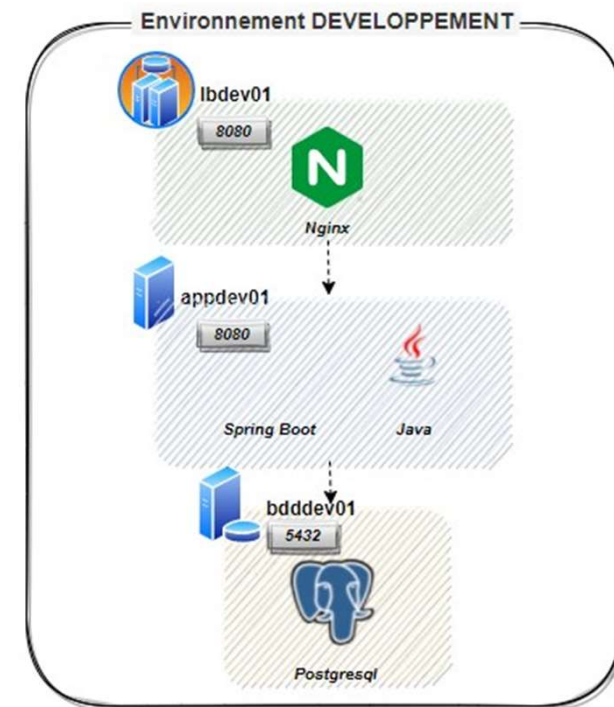 Environnement DEVELOPPEMENT
lbdev01
8080
N
Nginx
appdev01
8080
Spring Boot
Java
bdddev01
5432
Postgresql